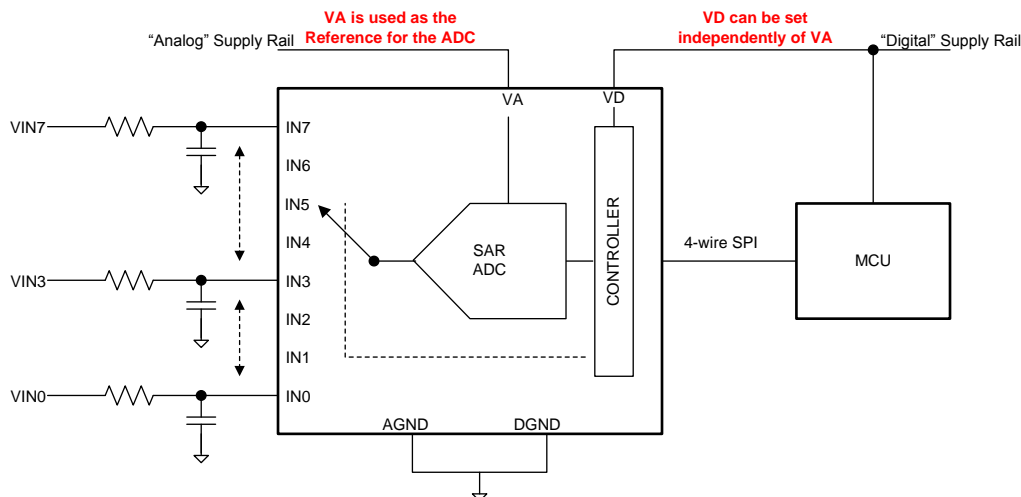 VA is used as the
Reference for the ADC
VD can be set
independently of VA
“Analog” Supply Rail
“Digital” Supply Rail
VA
VD
VIN7
IN7
IN6
IN5
IN4
VIN3
IN3
IN2
IN1
VIN0
IN0
SAR
ADC
CONTROLLER
4-wire SPI
MCU
AGND
DGND